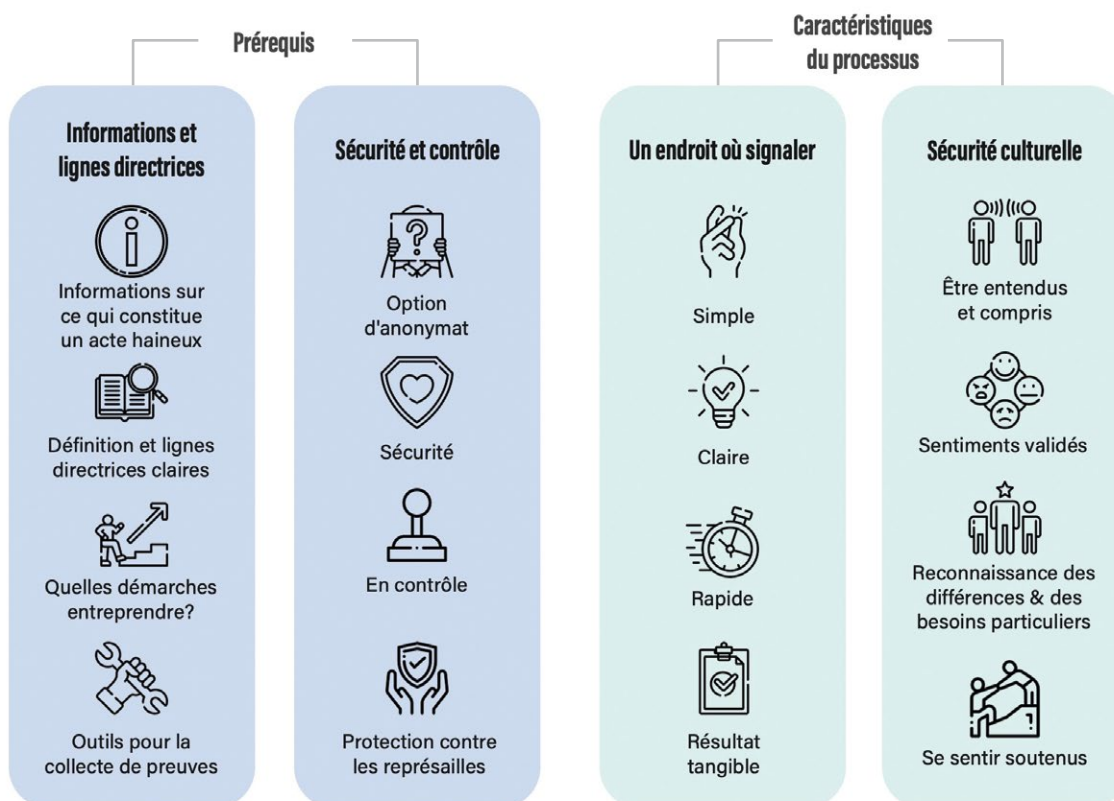 Prérequis
Informations et
lignes directrices
Informations sur
ce qui constitue
un acte haineux
Définition et lignes
directrices claires
Quelles démarches
entreprendre?
Outils pour la
collecte de preuves
Sécurité et contrôle
?
Option
d'anonymat
Sécurité
En contrôle
Protection contre
les représailles
Caractéristiques
du processus
Un endroit où signaler
Simple
Claire
Rapide
Résultat
tangible
Sécurité culturelle
Être entendus
et compris
Sentiments validés
Reconnaissance des
différences & des
besoins particuliers
Se sentir soutenus